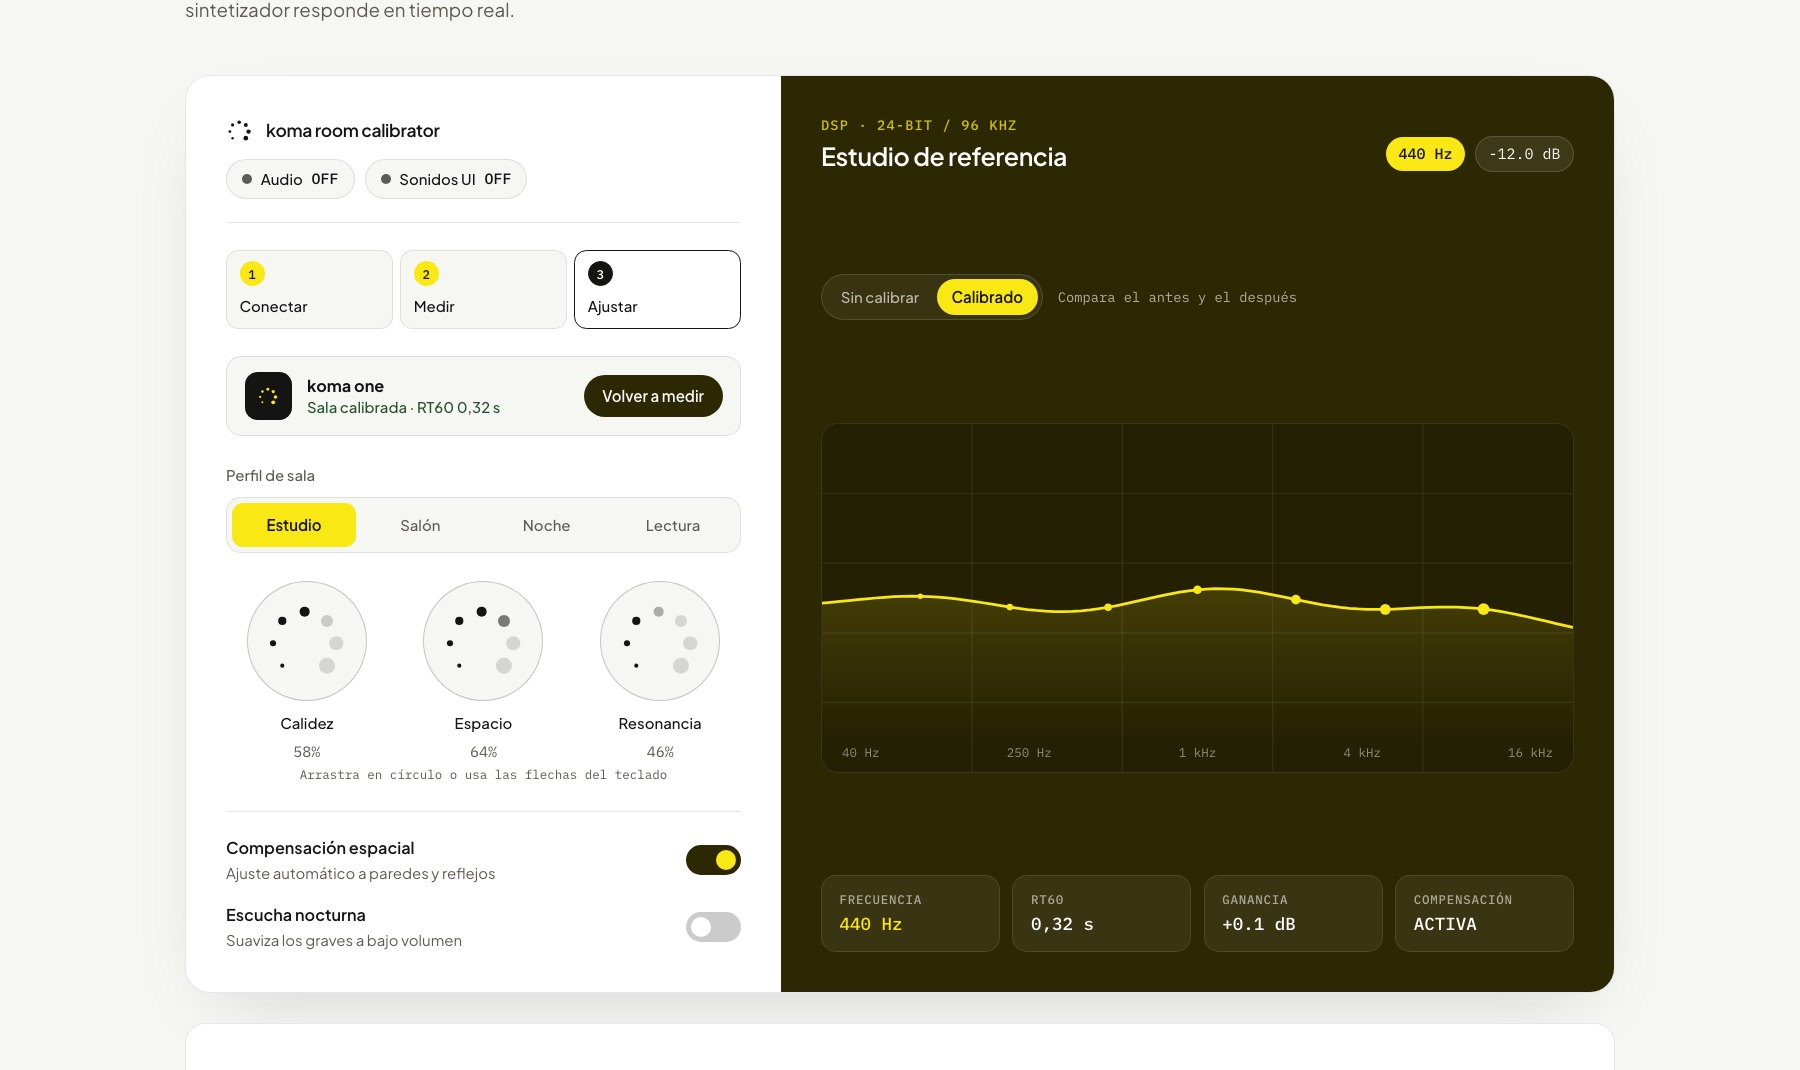 sintetizador responde en tiempo real.
koma room calibrator
Audio OFF
Sonidos UI OFF
1
Conectar
2
Medir
3
Ajustar
koma one
Sala calibrada · RT60 0,32 s
Volver a medir
Perfil de sala
Estudio
Salón
Noche
Lectura
Calidez
58%
Espacio
64%
Resonancia
46%
Arrastra en círculo o usa las flechas del teclado
Compensación espacial
Ajuste automático a paredes y reflejos
Escucha nocturna
Suaviza los graves a bajo volumen
DSP · 24-BIT / 96 KHZ
Estudio de referencia
440 Hz
-12.0 dB
Sin calibrar
Calibrado
Compara el antes y el después
40 Hz
250 Hz
1 kHz
4 kHz
16 kHz
FRECUENCIA
440 Hz
RT60
0,32 s
GANANCIA
+0.1 dB
COMPENSACIÓN
ACTIVA